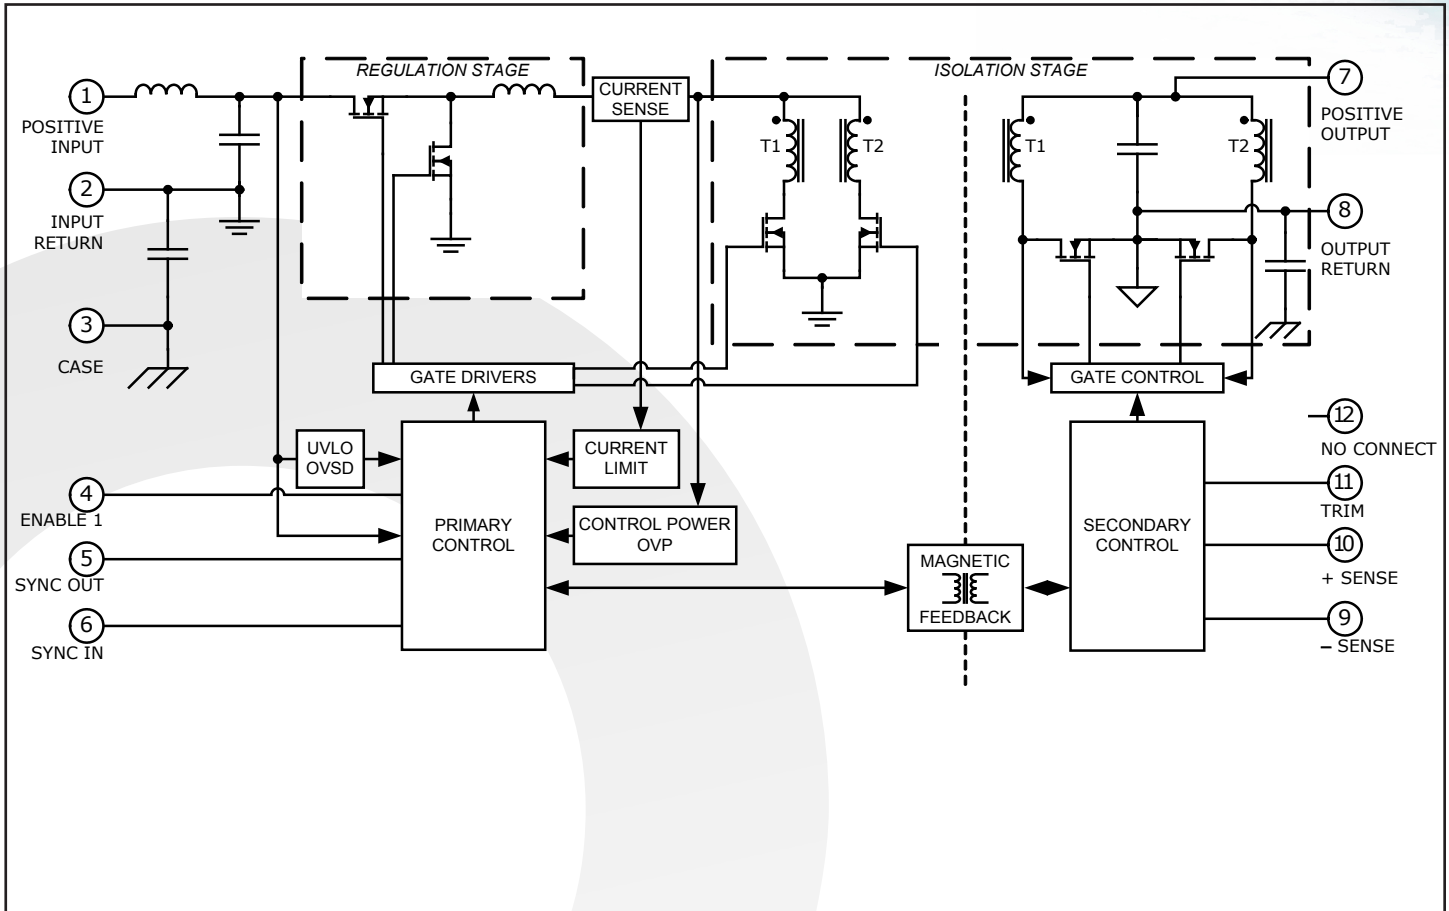 REGULATION STAGE
ISOLATION STAGE
1
POSITIVE
INPUT
CURRENT
SENSE
7
POSITIVE
OUTPUT
T1
T2
T1
T2
2
INPUT
RETURN
8
OUTPUT
RETURN
3
CASE
GATE DRIVERS
GATE CONTROL
12
NO CONNECT
UVLO
OVSD
CURRENT
LIMIT
4
ENABLE 1
11
TRIM
PRIMARY
CONTROL
CONTROL POWER
OVP
SECONDARY
CONTROL
5
SYNC OUT
10
+ SENSE
MAGNETIC
FEEDBACK
6
SYNC IN
9
– SENSE